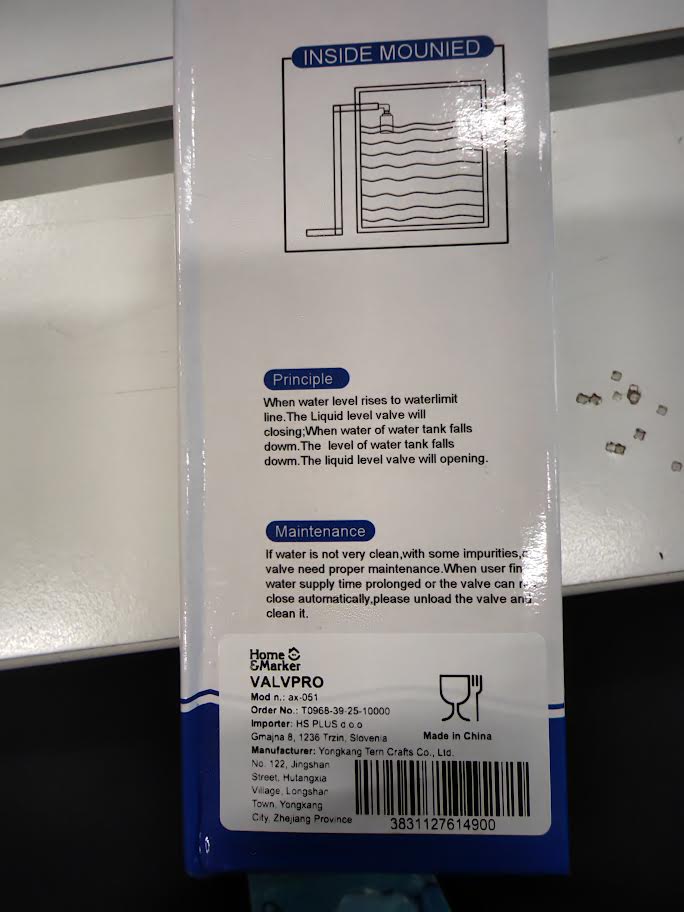 INSIDE MOUNIED
Principle
When water level rises to waterlimit
line.The Liquid level valve will
closing;When water of water tank falls
dowm.The level of water tank falls
dowm.The liquid level valve will opening.
Maintenance
If water is not very clean,with some impurities,
valve need proper maintenance.When user fin
water supply time prolonged or the valve can
close automatically,please unload the valve and
clean it.
Home
&Marker
VALVPRO
Mod n.: ax-051
Order No.: T0968-39-25-10000
Importer: HS PLUS d.o.o
Gmajna 8, 1236 Trzin, Slovenia
Made in China
Manufacturer: Yongkang Tern Crafts Co., Ltd.
No. 122, Jingshan
Street, Hutangxia
Village, Longshan
Town, Yongkang
City, Zhejiang Province
3831127614900